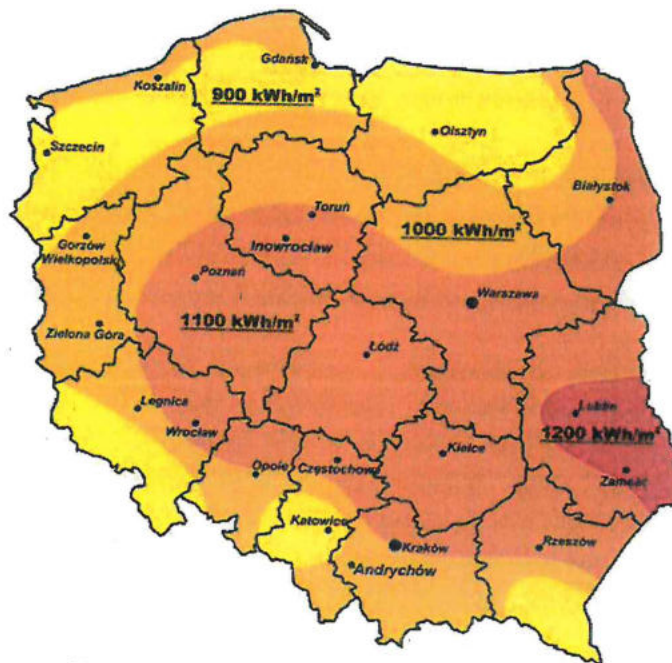 Gdańsk
Koszalin
900 kWh/m²
Olsztyn
Szczecin
Białystok
Toruń
Gorzów
Wielkopolski
Inowrocław
1000 kWh/m²
Poznań
Warszawa
1100 kWh/m²
Zielona Góra
Łódź
Legnica
Lublin
Wrocław
1200 kWh/m²
Kielce
Opole
Częstochowa
Zamość
Katowice
Kraków
Rzeszów
Andrychów